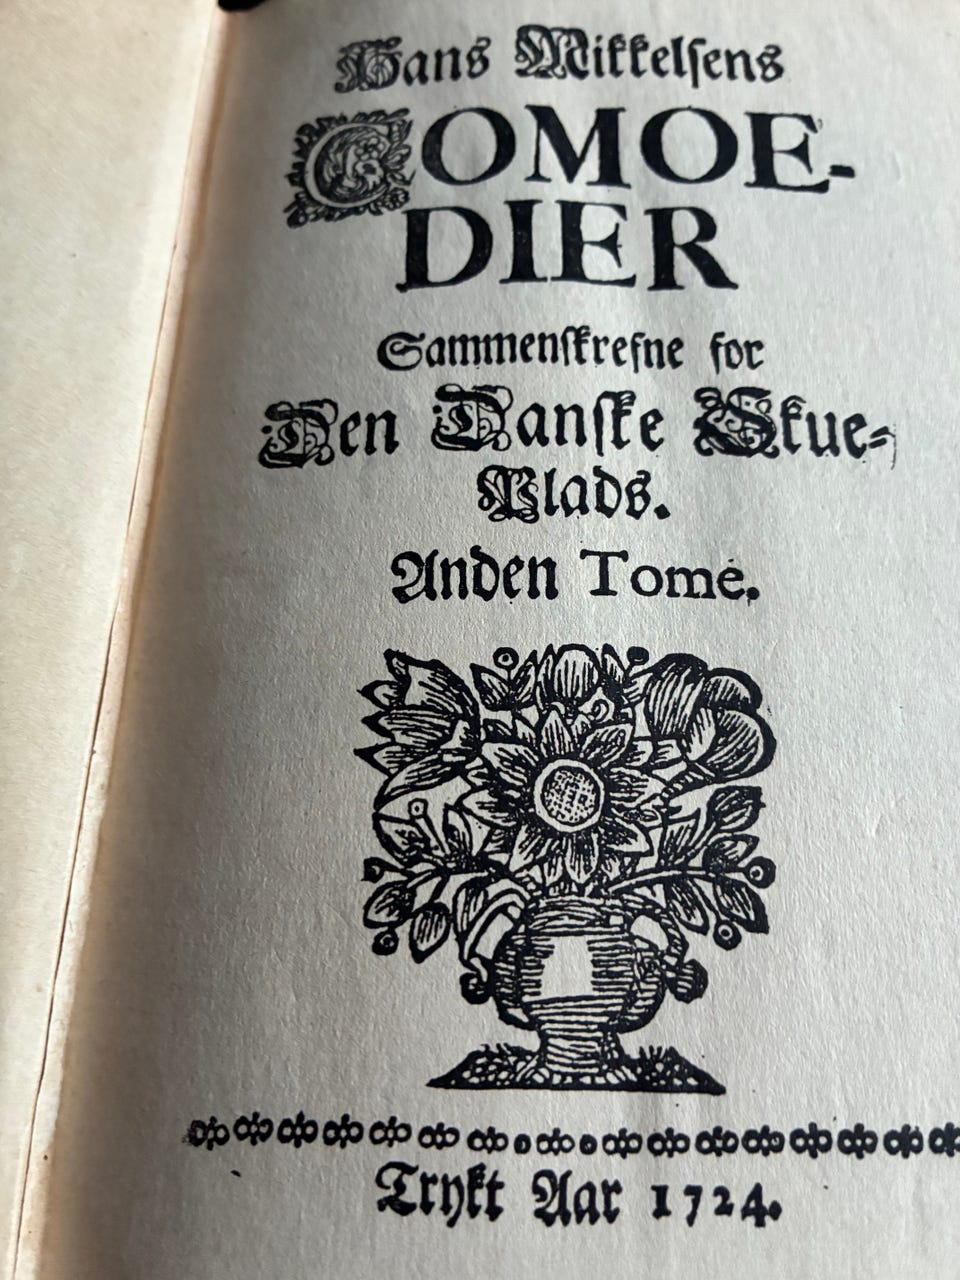 Hans Mikkelsens
COMOE-
DIER
Sammenskrefne for
Den Danske Skue-
Plads.
Anden Tome.
Trykt Aar 1724.